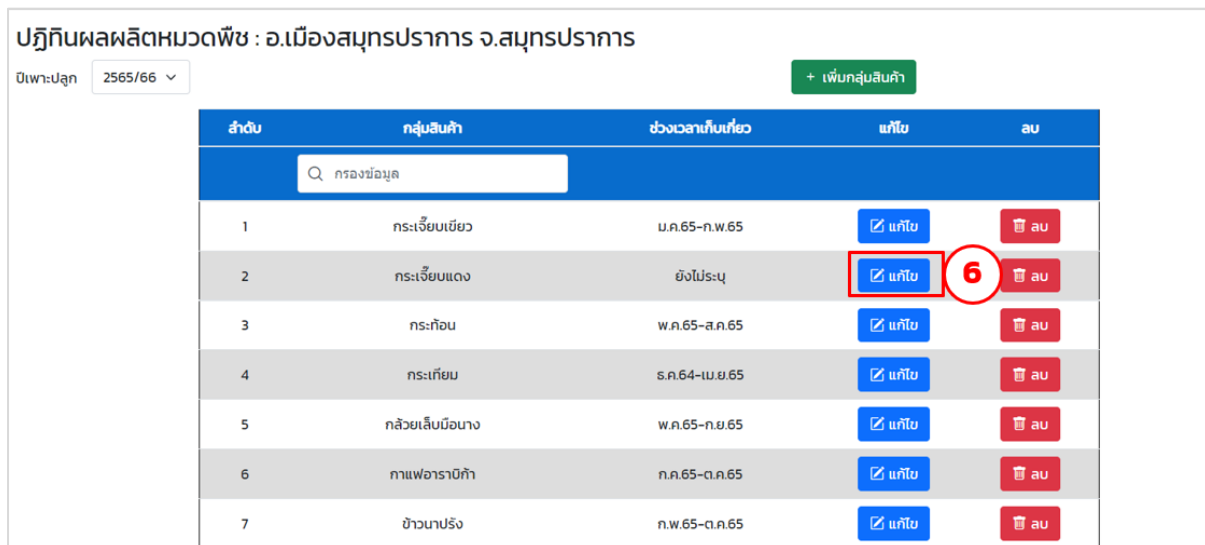 ปฏิทินผลผลิตหมวดพืช : อ.เมืองสมุทรปราการ จ.สมุทรปราการ
ปีเพาะปลูก 2565/66 + เพิ่มกลุ่มสินค้า
ลำดับ กลุ่มสินค้า ช่วงเวลาเก็บเกี่ยว แก้ไข ลบ
กรองข้อมูล
1 กระเจี๊ยบเขียว ม.ค.65-ก.พ.65 แก้ไข ลบ
2 กระเจี๊ยบแดง ยังไม่ระบุ แก้ไข 6 ลบ
3 กระท้อน พ.ค.65-ส.ค.65 แก้ไข ลบ
4 กระเทียม ธ.ค.64-เม.ย.65 แก้ไข ลบ
5 กล้วยเล็บมือนาง พ.ค.65-ก.ย.65 แก้ไข ลบ
6 กาแฟอาราบิก้า ก.ค.65-ต.ค.65 แก้ไข ลบ
7 ข้าวนาปรัง ก.พ.65-ต.ค.65 แก้ไข ลบ